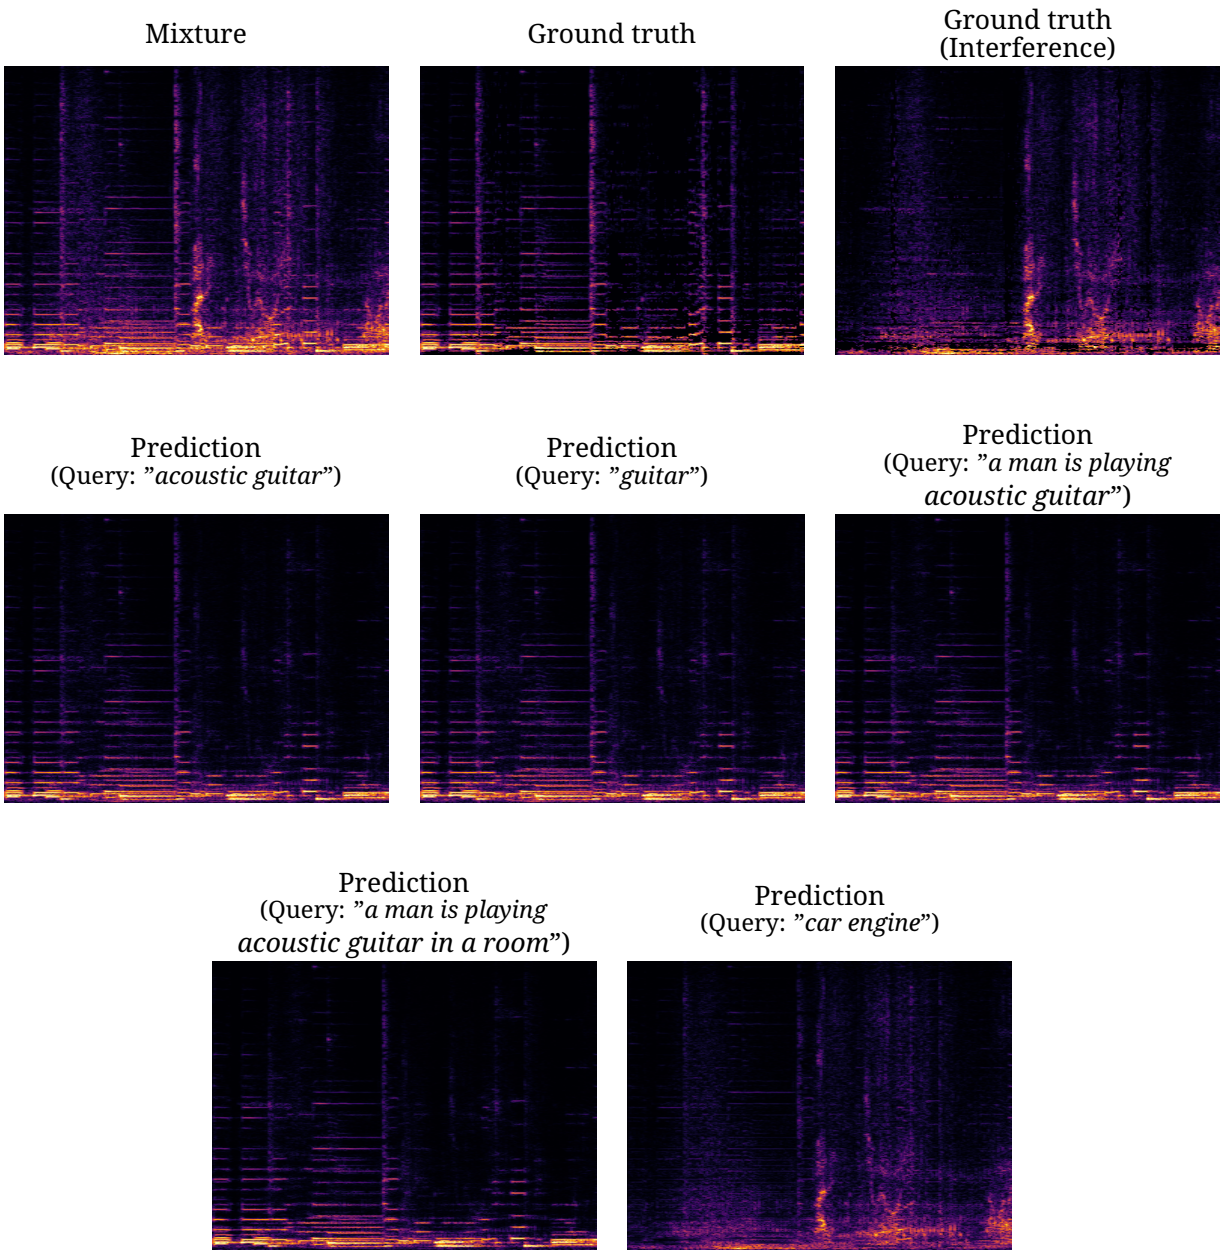 Mixture
Ground truth
Ground truth
(Interference)
Prediction
(Query: ”acoustic guitar”)
Prediction
(Query: ”guitar”)
Prediction
(Query: ”a man is playing
acoustic guitar”)
Prediction
(Query: ”a man is playing
acoustic guitar in a room”)
Prediction
(Query: ”car engine”)